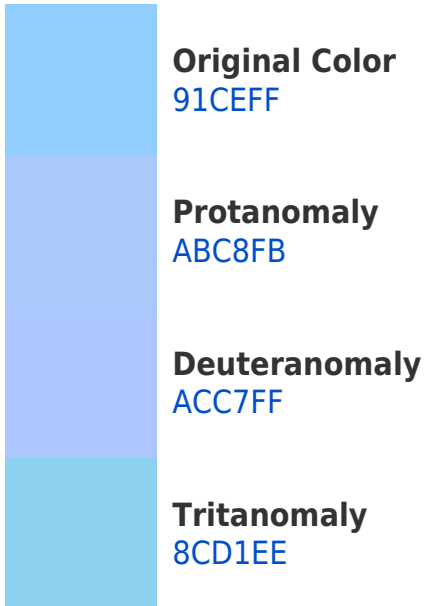 Original Color
91CEFF
Protanomaly
ABC8FB
Deuteranomaly
ACC7FF
Tritanomaly
8CD1EE